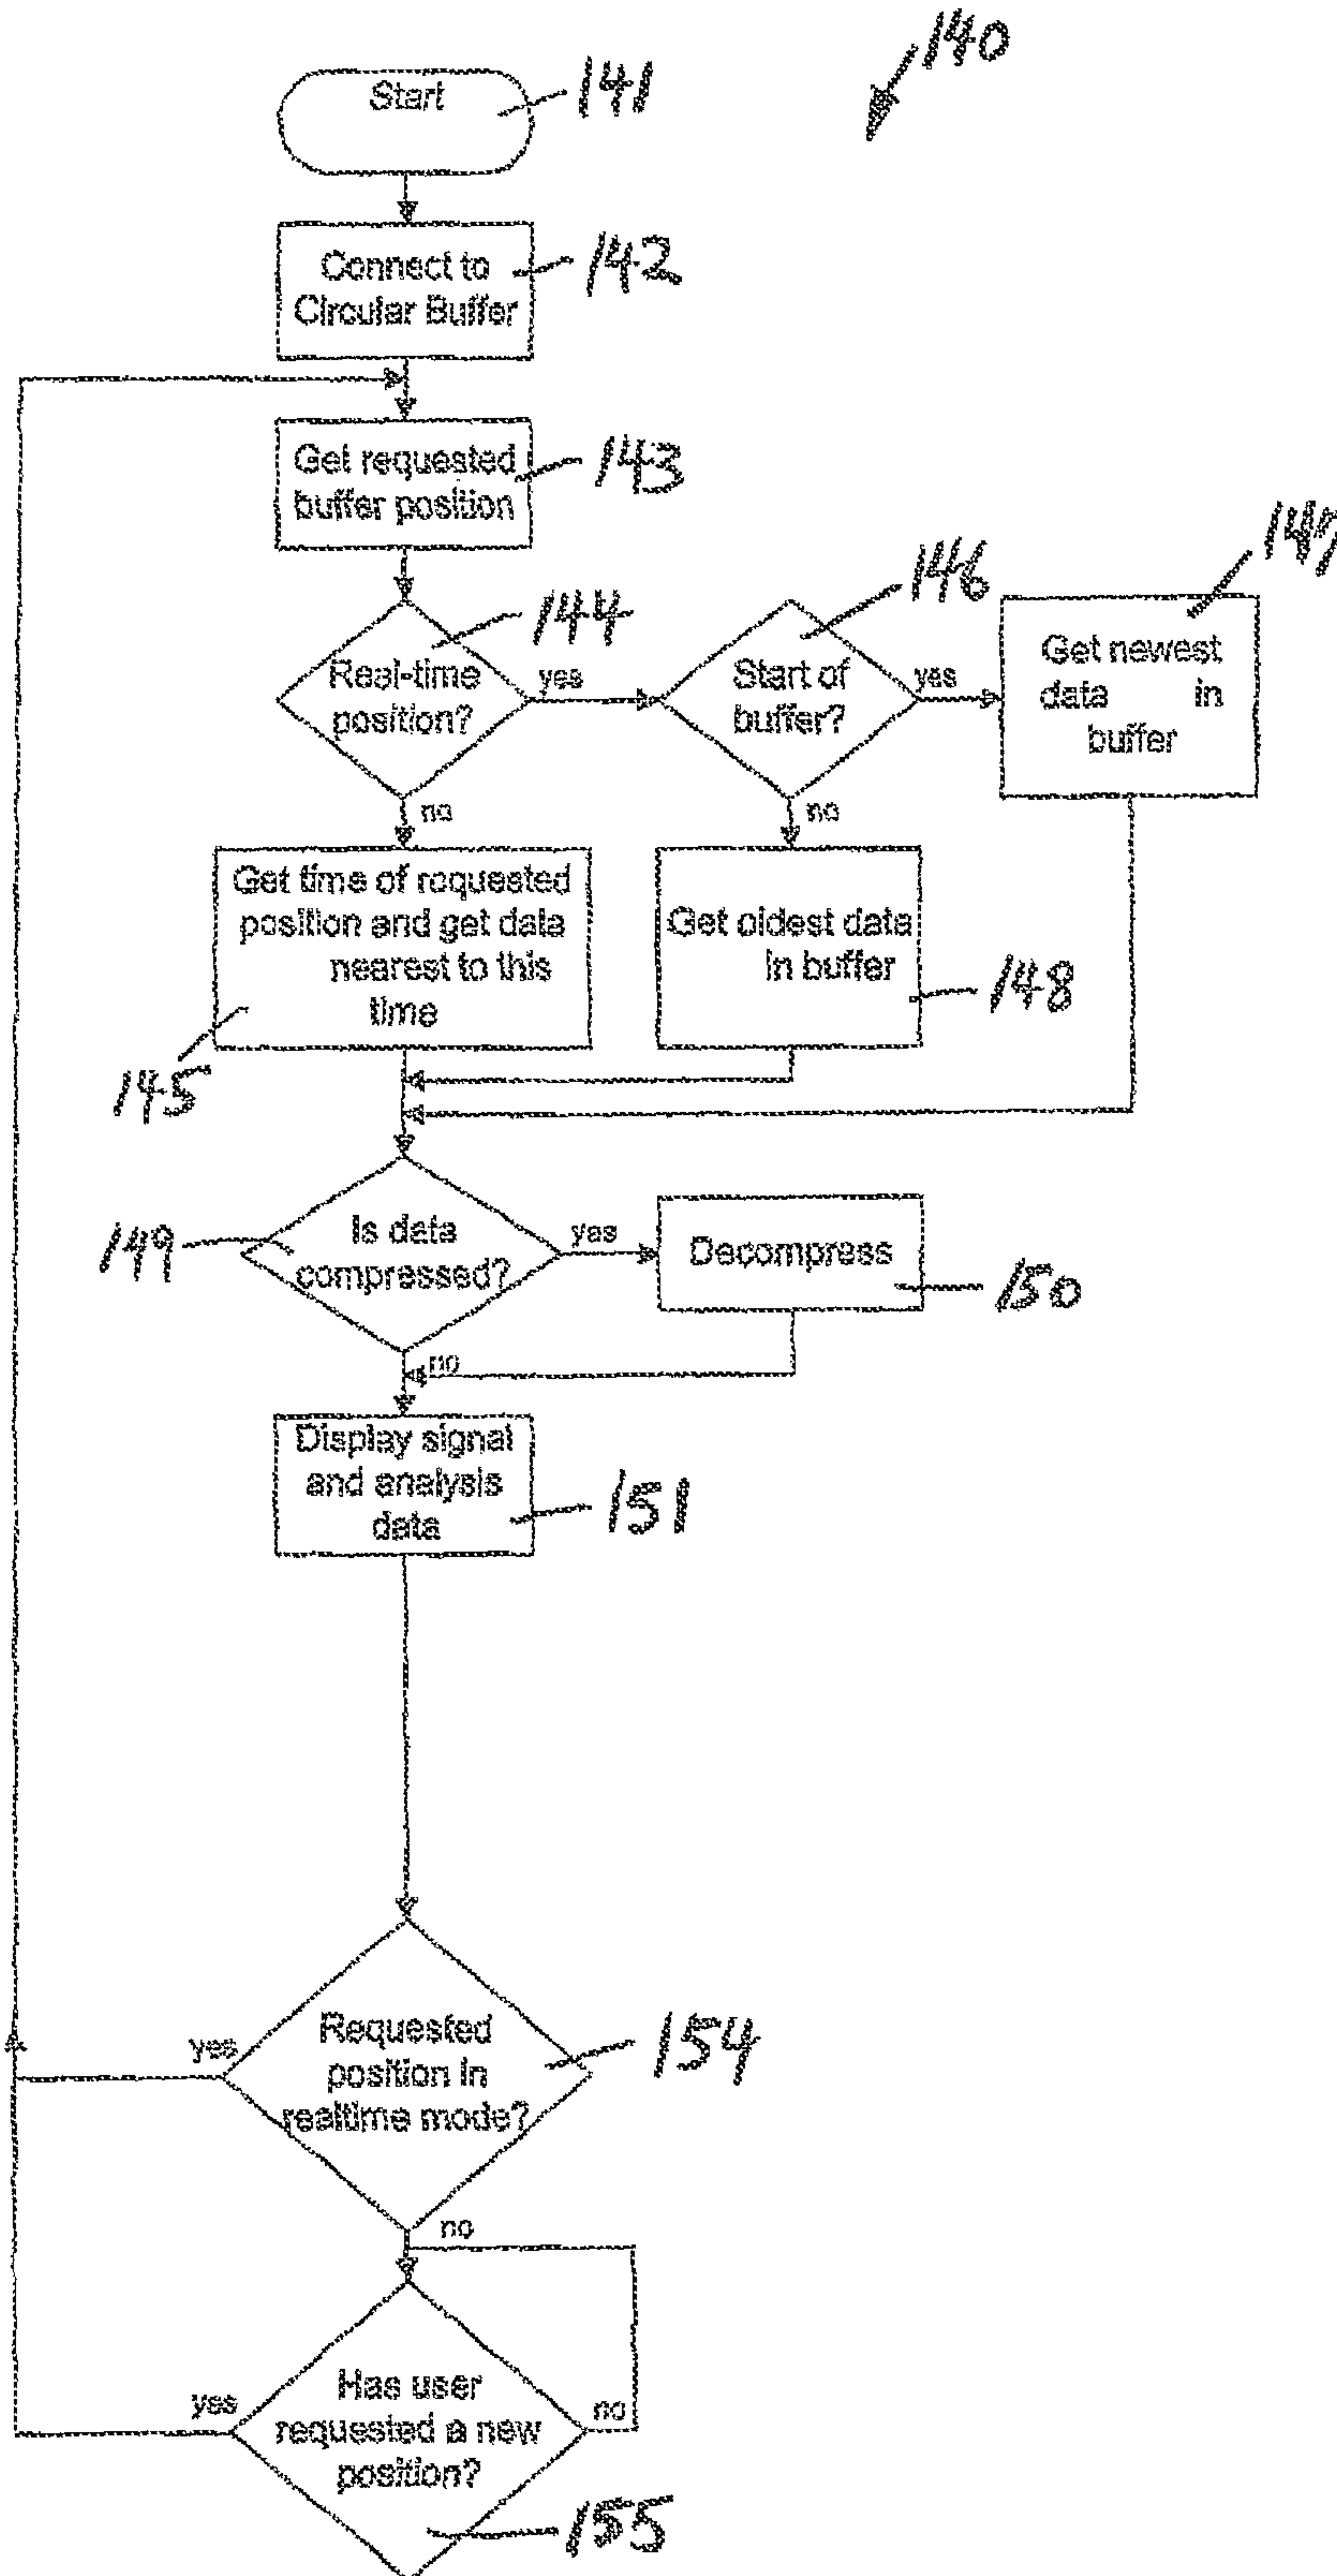 140
Start
141
Connect to
Circular Buffer
142
Get requested
buffer position
143
Real-time
position?
144
yes
no
Start of
buffer?
146
yes
no
Get newest
data in
buffer
147
Get time of requested
position and get data
nearest to this
time
145
Get oldest data
in buffer
148
Is data
compressed?
149
yes
no
Decompress
150
Display signal
and analysis
data
151
Requested
position in
realtime mode?
154
yes
no
Has user
requested a new
position?
155
yes
no